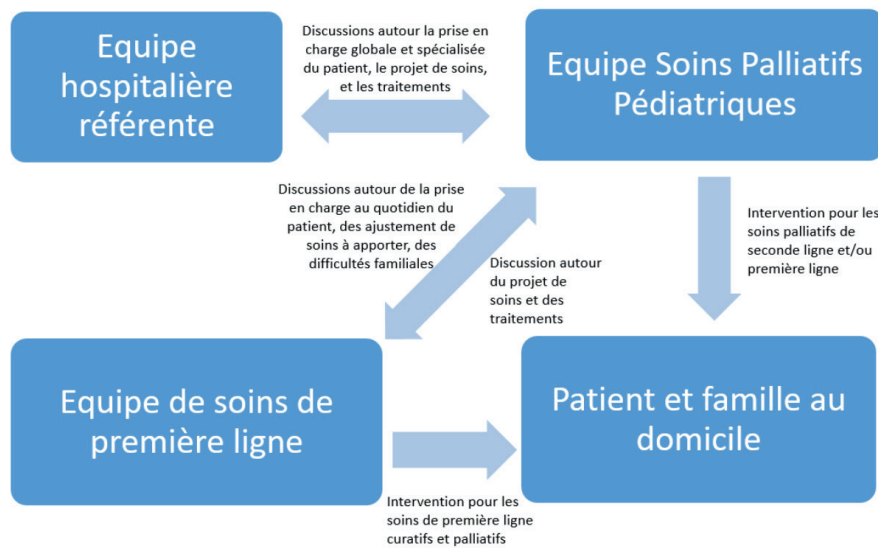 Equipe
hospitalière
référente
Discussions autour la prise en
charge globale et spécialisée
du patient, le projet de soins,
et les traitements
Equipe Soins Palliatifs
Pédiatriques
Discussions autour de la prise
en charge au quotidien du
patient, des ajustement de
soins à apporter, des
difficultés familiales
Discussion autour
du projet de
soins et des
traitements
Intervention pour les
soins palliatifs de
seconde ligne et/ou
première ligne
Equipe de soins de
première ligne
Intervention pour les
soins de première ligne
curatifs et palliatifs
Patient et famille au
domicile